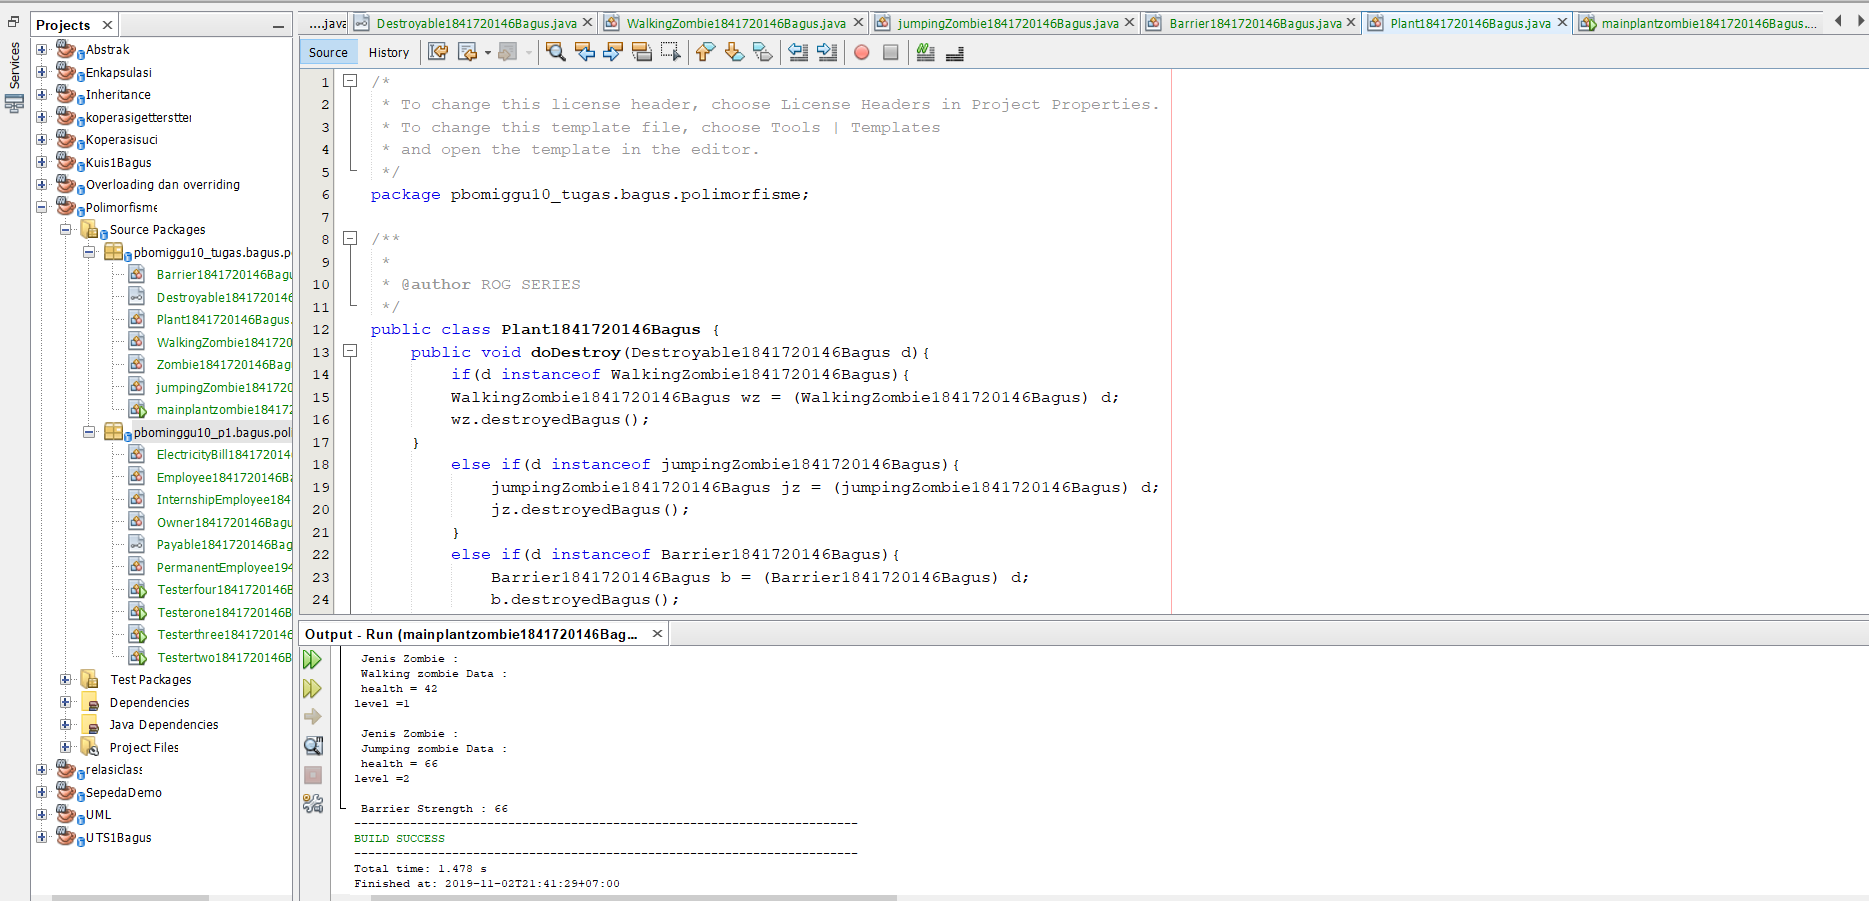 Services
Projects
Abstrak
Enkapsulasi
Inheritance
koperasigetterstter
Koperasisuci
Kuis1Bagus
Overloading dan overriding
Polimorfisme
Source Packages
pbomiggu10_tugas.bagus.p
Barrier1841720146Bagu
Destroyable1841720146
Plant1841720146Bagus.
WalkingZombie1841720
Zombie1841720146Bag
jumpingZombie1841720
mainplantzombie184172
pbominggu10_p1.bagus.poli
ElectricityBill184172014
Employee1841720146Ba
InternshipEmployee184
Owner1841720146Bagu
Payable1841720146Bag
PermanentEmployee194
Testerfour1841720146B
Testerone1841720146B
Testerthree1841720146
Testertwo1841720146B
Test Packages
Dependencies
Java Dependencies
Project Files
relasiclass
SepedaDemo
UML
UTS1Bagus
....java
Destroyable1841720146Bagus.java
WalkingZombie1841720146Bagus.java
jumpingZombie1841720146Bagus.java
Barrier1841720146Bagus.java
Plant1841720146Bagus.java
mainplantzombie1841720146Bagus....
Source History
1 /*
2 * To change this license header, choose License Headers in Project Properties.
3 * To change this template file, choose Tools | Templates
4 * and open the template in the editor.
5 */
6 package pbomiggu10_tugas.bagus.polimorfisme;
7
8 /**
9 *
10 * @author ROG SERIES
11 */
12 public class Plant1841720146Bagus {
13 public void doDestroy(Destroyable1841720146Bagus d){
14 if(d instanceof WalkingZombie1841720146Bagus){
15 WalkingZombie1841720146Bagus wz = (WalkingZombie1841720146Bagus) d;
16 wz.destroyedBagus();
17 }
18 else if(d instanceof jumpingZombie1841720146Bagus){
19 jumpingZombie1841720146Bagus jz = (jumpingZombie1841720146Bagus) d;
20 jz.destroyedBagus();
21 }
22 else if(d instanceof Barrier1841720146Bagus){
23 Barrier1841720146Bagus b = (Barrier1841720146Bagus) d;
24 b.destroyedBagus();
Output - Run (mainplantzombie1841720146Bag...
Jenis Zombie :
Walking zombie Data :
health = 42
level =1
Jenis Zombie :
Jumping zombie Data :
health = 66
level =2
Barrier Strength : 66
------------------------------------------------------------------------
BUILD SUCCESS
------------------------------------------------------------------------
Total time: 1.478 s
Finished at: 2019-11-02T21:41:29+07:00